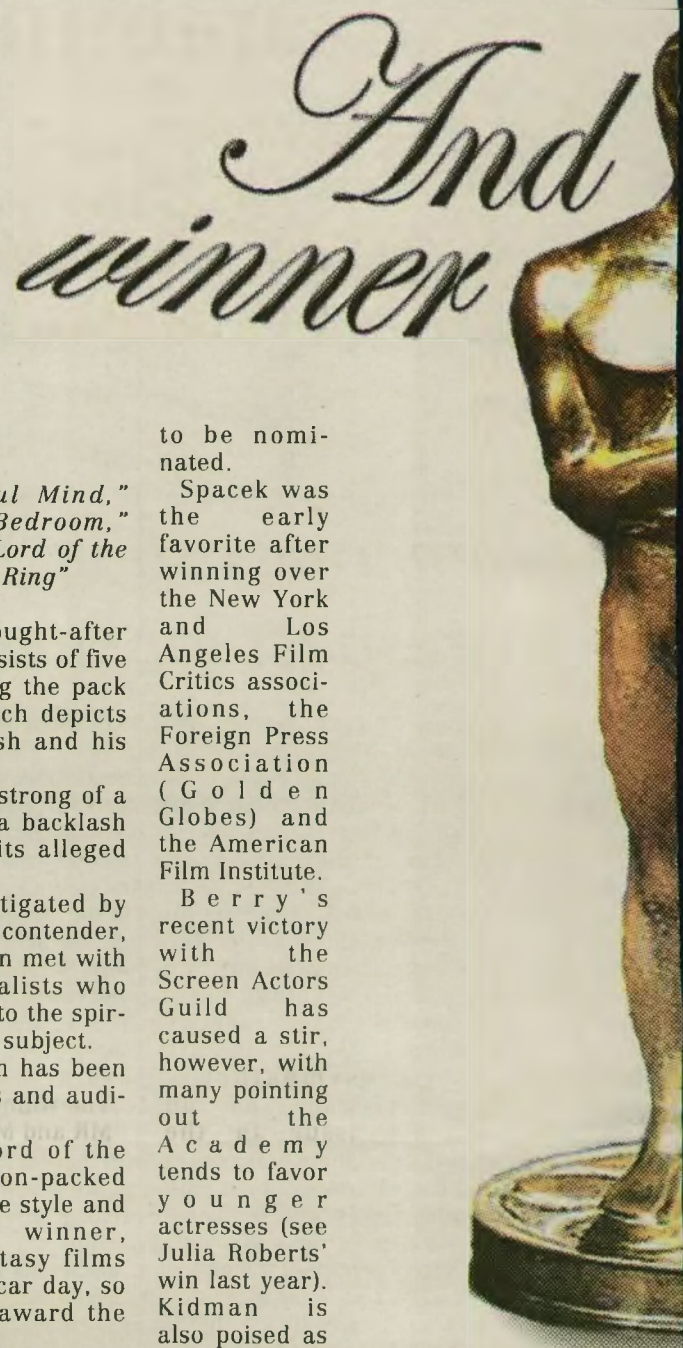 And
winner
ul Mind,"
Bedroom,"
Lord of the
Ring"
ought-after
sists of five
g the pack
ch depicts
sh and his
strong of a
a backlash
its alleged
tigated by
contender,
n met with
alists who
to the spir-
subject.
n has been
s and audi-
ord of the
on-packed
e style and
winner,
tasy films
car day, so
award the
to be nomi-
nated.
Spacek was
the early
favorite after
winning over
the New York
and Los
Angeles Film
Critics associ-
ations, the
Foreign Press
Association
(Golden
Globes) and
the American
Film Institute.
Berry's
recent victory
with the
Screen Actors
Guild has
caused a stir,
however, with
many pointing
out the
Academy
tends to favor
younger
actresses (see
Julia Roberts'
win last year).
Kidman is
also poised as